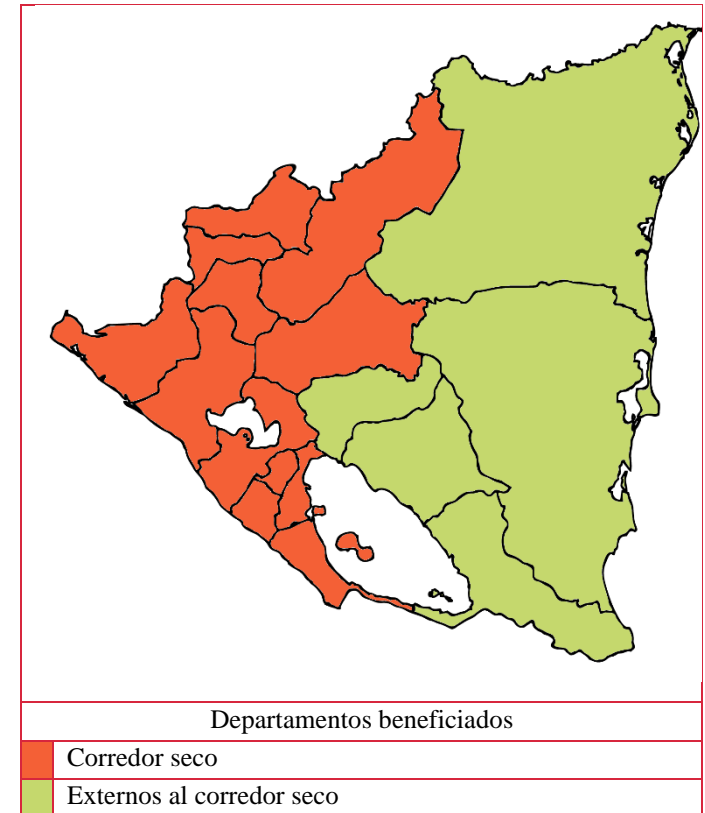 Departamentos beneficiados
Corredor seco
Externos al corredor seco